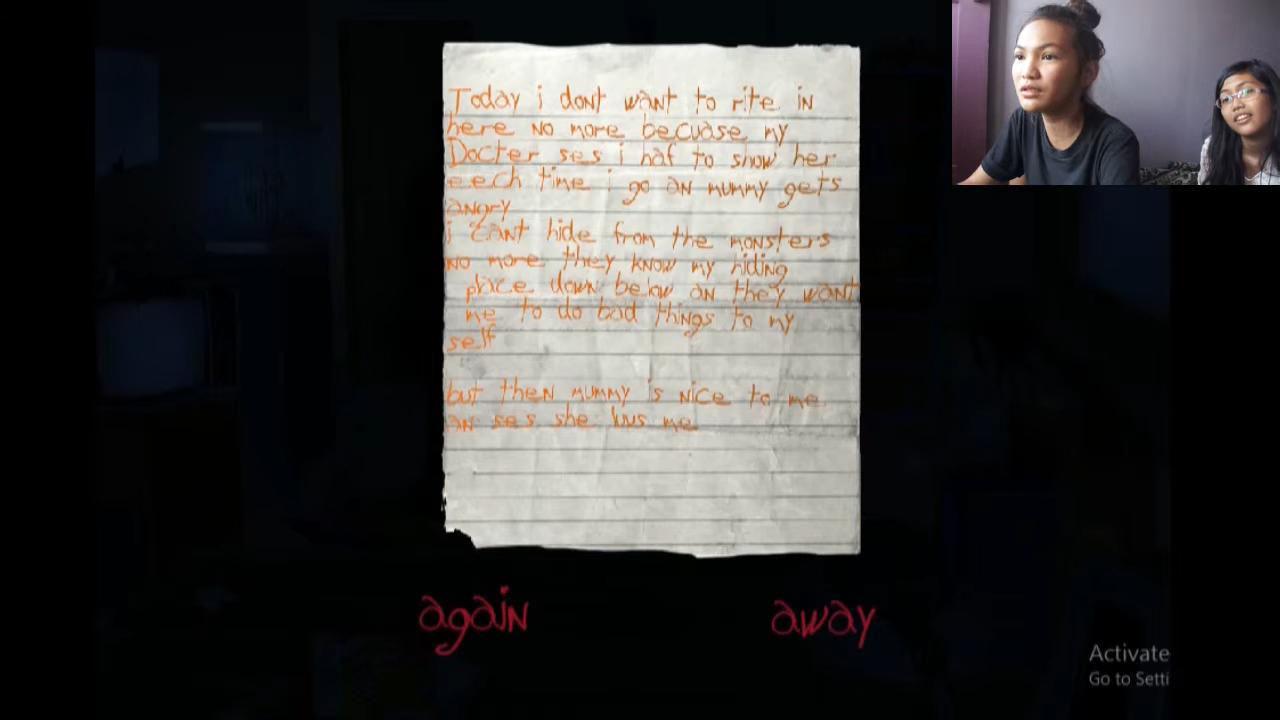 Today i dont want to rite in
here no more becuase my
Docter ses i haf to show her
eech time i go an mummy gets
angry
i cant hide from the monsters
no more they know my hiding
place down below an they want
me to do bad things to my
self
but then mummy is nice to me
an ses she luvs me
again
away
Activate
Go to Setti